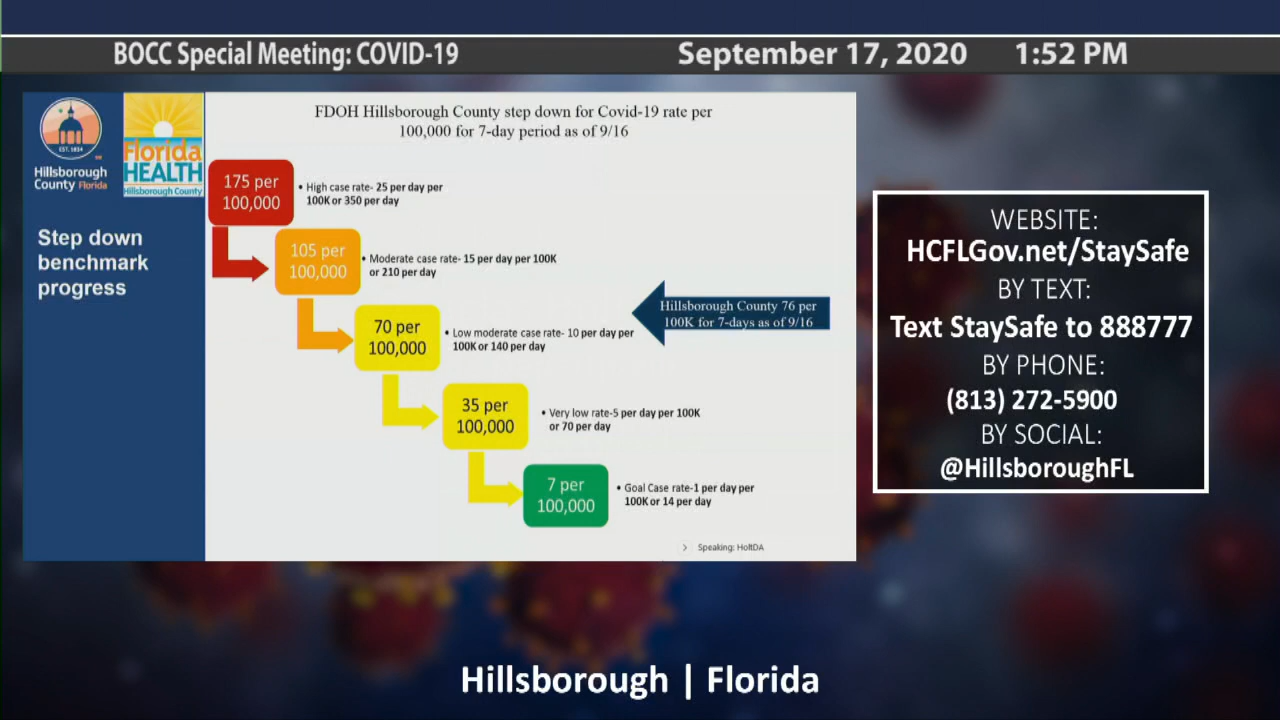 BOCC Special Meeting: COVID-19
September 17, 2020
1:52 PM
EST. 1834
Hillsborough
County Florida
Florida
HEALTH
Hillsborough County
Step down
benchmark
progress
FDOH Hillsborough County step down for Covid-19 rate per
100,000 for 7-day period as of 9/16
175 per
100,000
• High case rate- 25 per day per
100K or 350 per day
105 per
100,000
• Moderate case rate- 15 per day per 100K
or 210 per day
Hillsborough County 76 per
100K for 7-days as of 9/16
70 per
100,000
• Low moderate case rate- 10 per day per
100K or 140 per day
35 per
100,000
• Very low rate-5 per day per 100K
or 70 per day
7 per
100,000
• Goal Case rate-1 per day per
100K or 14 per day
Speaking: HoltDA
WEBSITE:
HCFLGov.net/StaySafe
BY TEXT:
Text StaySafe to 888777
BY PHONE:
(813) 272-5900
BY SOCIAL:
@HillsboroughFL
Hillsborough | Florida